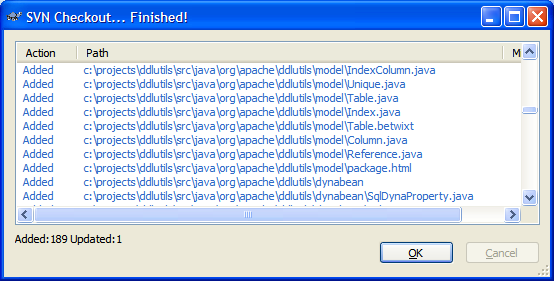 SVN Checkout... Finished!
Action Path M
Added c:\projects\ddlutils\src\java\org\apache\ddlutils\model\IndexColumn.java
Added c:\projects\ddlutils\src\java\org\apache\ddlutils\model\Unique.java
Added c:\projects\ddlutils\src\java\org\apache\ddlutils\model\Table.java
Added c:\projects\ddlutils\src\java\org\apache\ddlutils\model\Index.java
Added c:\projects\ddlutils\src\java\org\apache\ddlutils\model\Table.betwixt
Added c:\projects\ddlutils\src\java\org\apache\ddlutils\model\Column.java
Added c:\projects\ddlutils\src\java\org\apache\ddlutils\model\Reference.java
Added c:\projects\ddlutils\src\java\org\apache\ddlutils\model\package.html
Added c:\projects\ddlutils\src\java\org\apache\ddlutils\dynabean
Added c:\projects\ddlutils\src\java\org\apache\ddlutils\dynabean\SqlDynaProperty.java
Added:189 Updated:1
OK Cancel